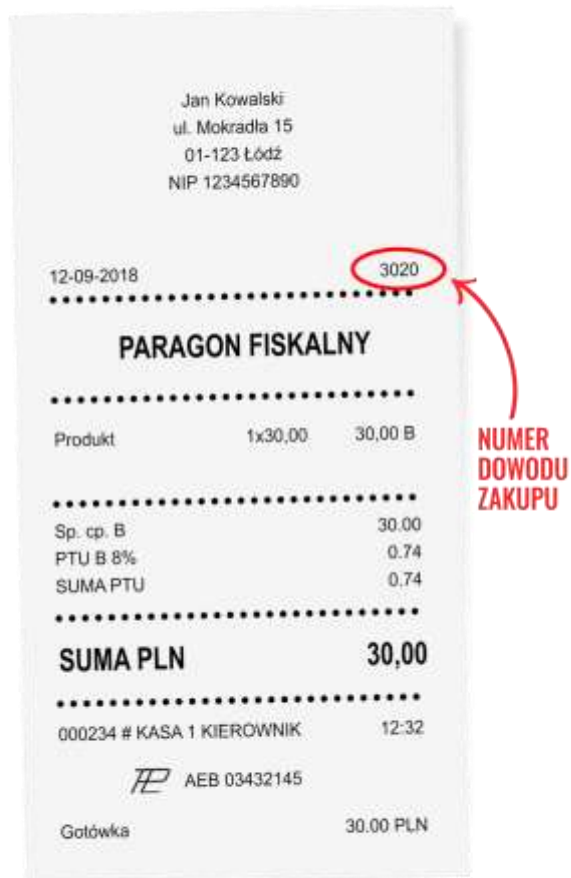 Jan Kowalski
ul. Mokradła 15
01-123 Łódź
NIP 1234567890
12-09-2018 3020
PARAGON FISKALNY
Produkt 1x30,00 30,00 B
Sp. cp. B 30.00
PTU B 8% 0.74
SUMA PTU 0.74
SUMA PLN 30,00
000234 # KASA 1 KIEROWNIK 12:32
AEB 03432145
Gotówka 30.00 PLN
NUMER
DOWODU
ZAKUPU